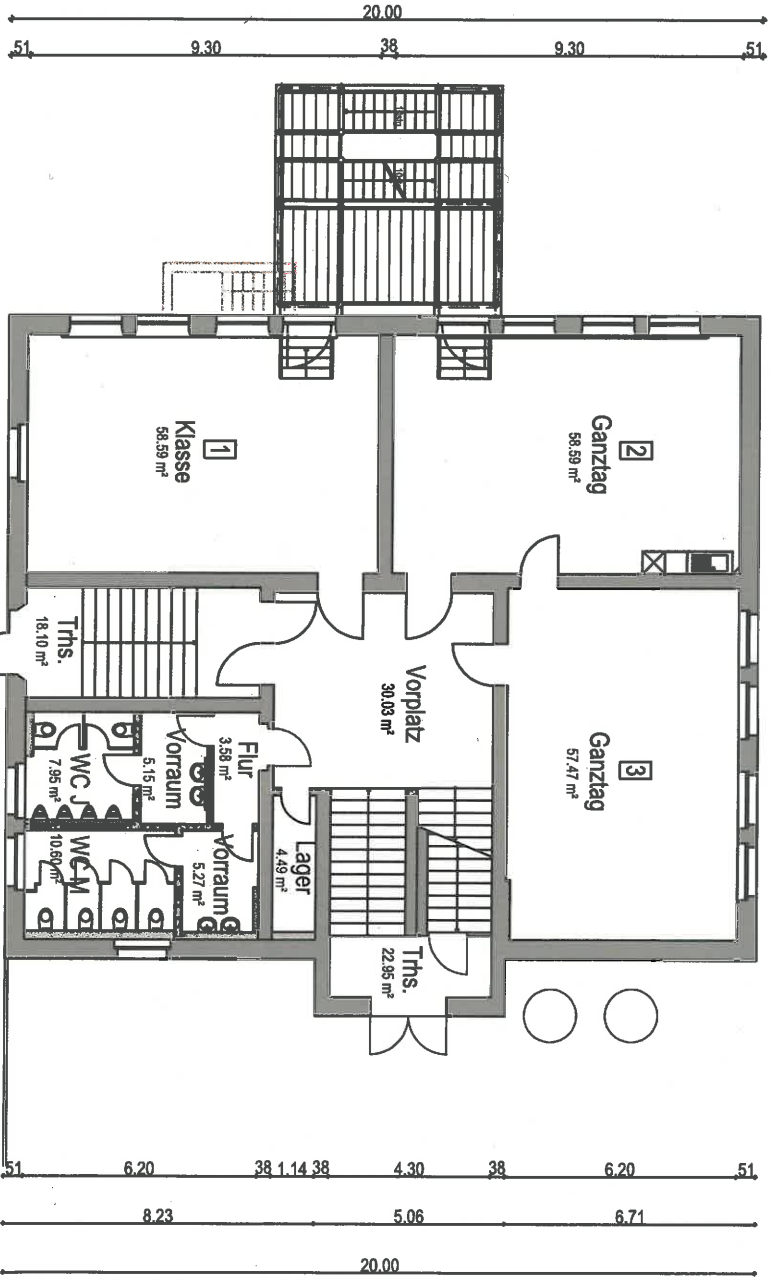 20.00
51 9.30 38 9.30 51
1
Klasse
58.59 m²
2
Ganztag
58.59 m²
Trhs.
18.10 m²
Vorplatz
30.03 m²
3
Ganztag
57.47 m²
Flur
3.58 m²
Vorraum
5.15 m²
WC J
7.95 m²
Vorraum
5.27 m²
WC M
10.60 m²
Lager
4.49 m²
Trhs.
22.95 m²
51 6.20 38 1.14 38 4.30 38 6.20 51
8.23 5.06 6.71
20.00